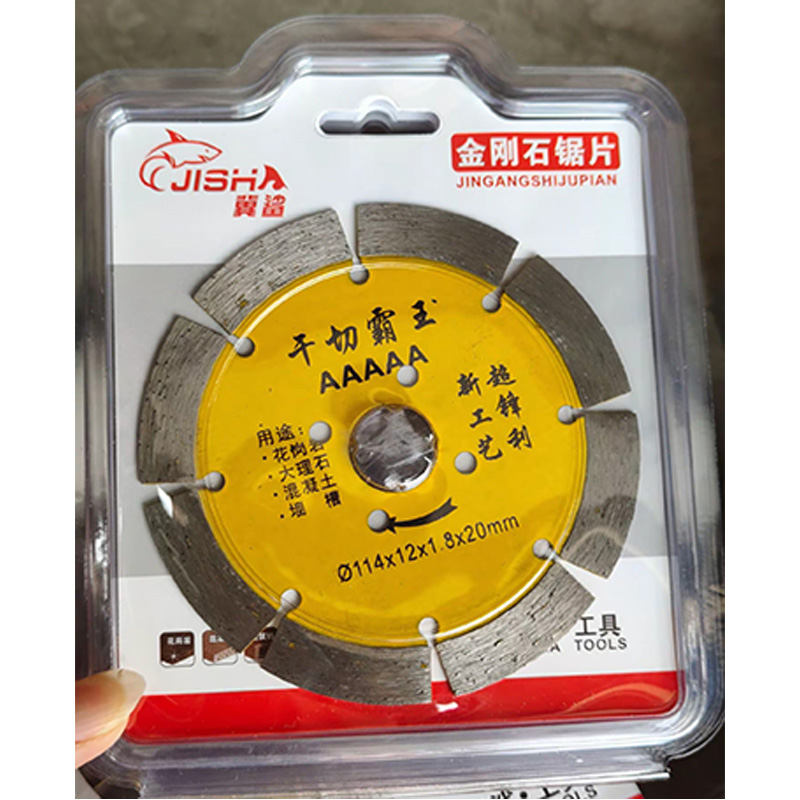 JISHA
冀鲨
金刚石锯片
JINGANGSHIJUPIAN
干切霸王
AAAAA
新工艺
超锋利
用途:
·花岗岩
·大理石
·混凝土
·墙 槽
Ø114x12x1.8x20mm
工具
TOOLS